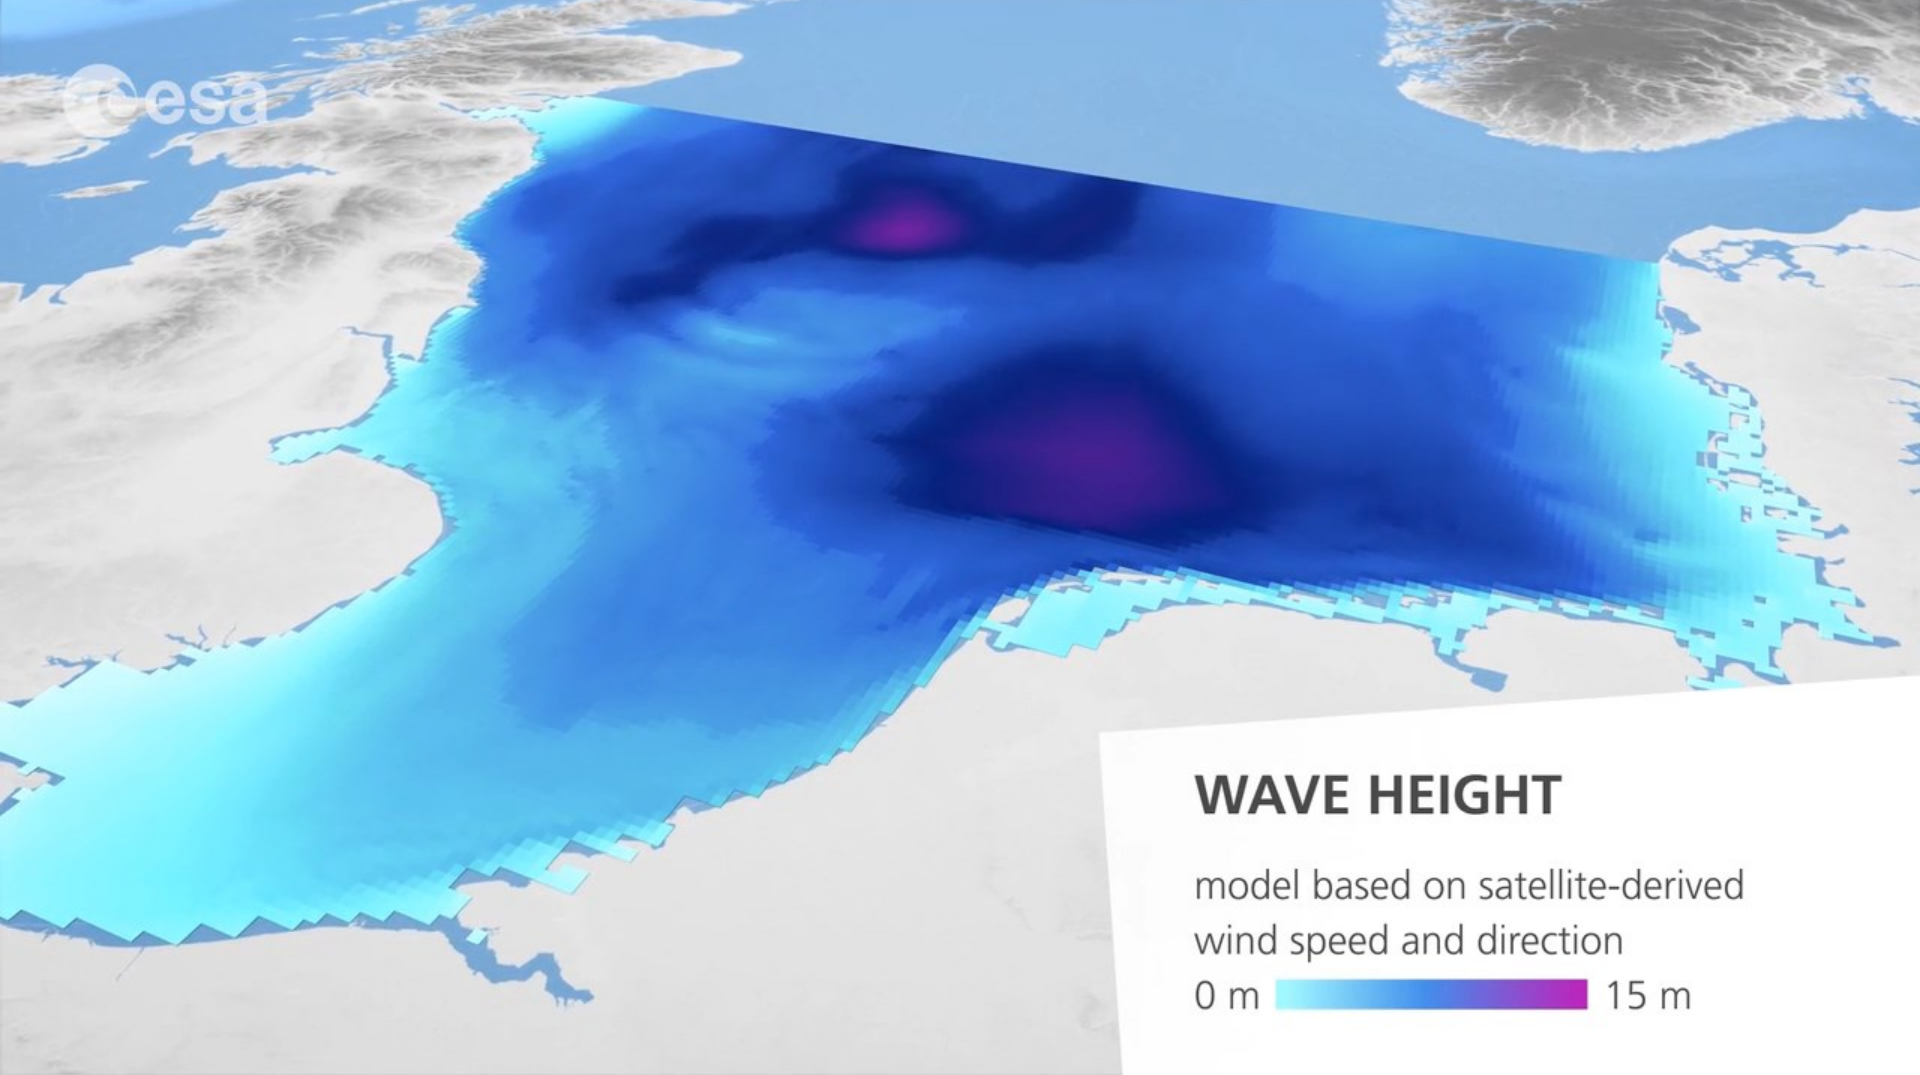 esa
WAVE HEIGHT
model based on satellite-derived
wind speed and direction
0 m 15 m